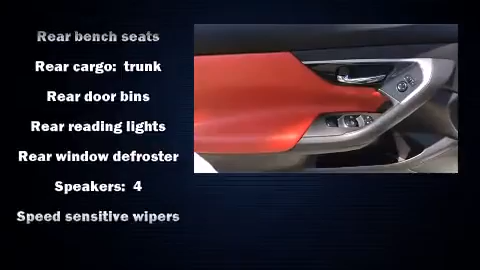 Rear bench seats
Rear cargo: trunk
Rear door bins
Rear reading lights
Rear window defroster
Speakers: 4
Speed sensitive wipers